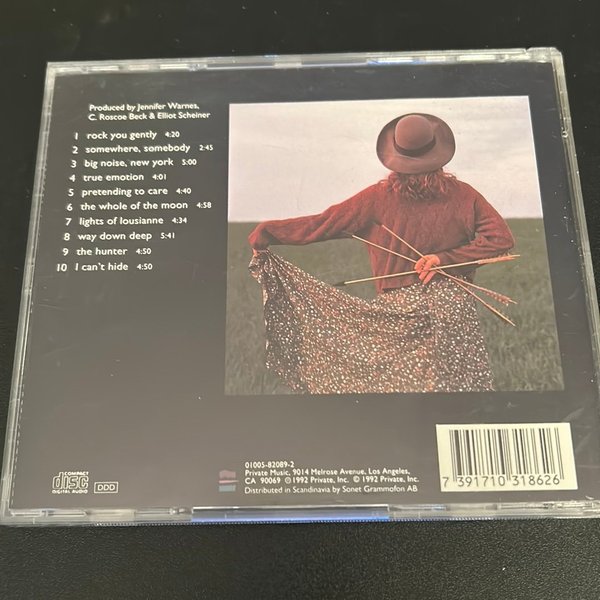 Produced by Jennifer Warnes,
C. Roscoe Beck & Elliot Scheiner
1 rock you gently 4:20
2 somewhere, somebody 2:45
3 big noise, new york 5:00
4 true emotion 4:01
5 pretending to care 4:40
6 the whole of the moon 4:58
7 lights of lousianne 4:34
8 way down deep 5:41
9 the hunter 4:50
10 I can't hide 4:50
COMPACT
disc
DIGITAL AUDIO
DDD
01005-82089-2
Private Music, 9014 Melrose Avenue, Los Angeles,
CA 90069 ℗ 1992 Private, Inc. © 1992 Private, Inc.
Distributed in Scandinavia by Sonet Grammofon AB
7 391710 318626